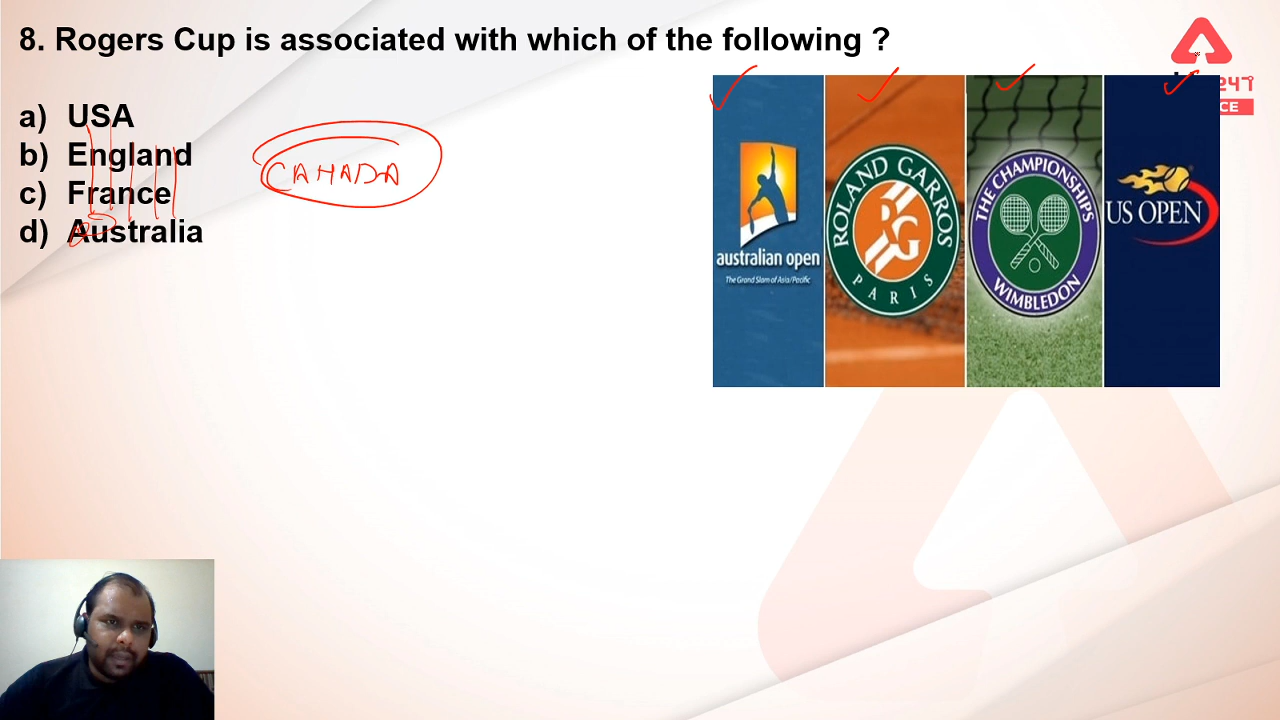 8. Rogers Cup is associated with which of the following ?
a) USA
b) England
c) France
d) Australia
CAHADA
australian open
The Grand Slam of Asia/Pacific
ROLAND GARROS
RG
PARIS
THE CHAMPIONSHIPS
WIMBLEDON
US OPEN